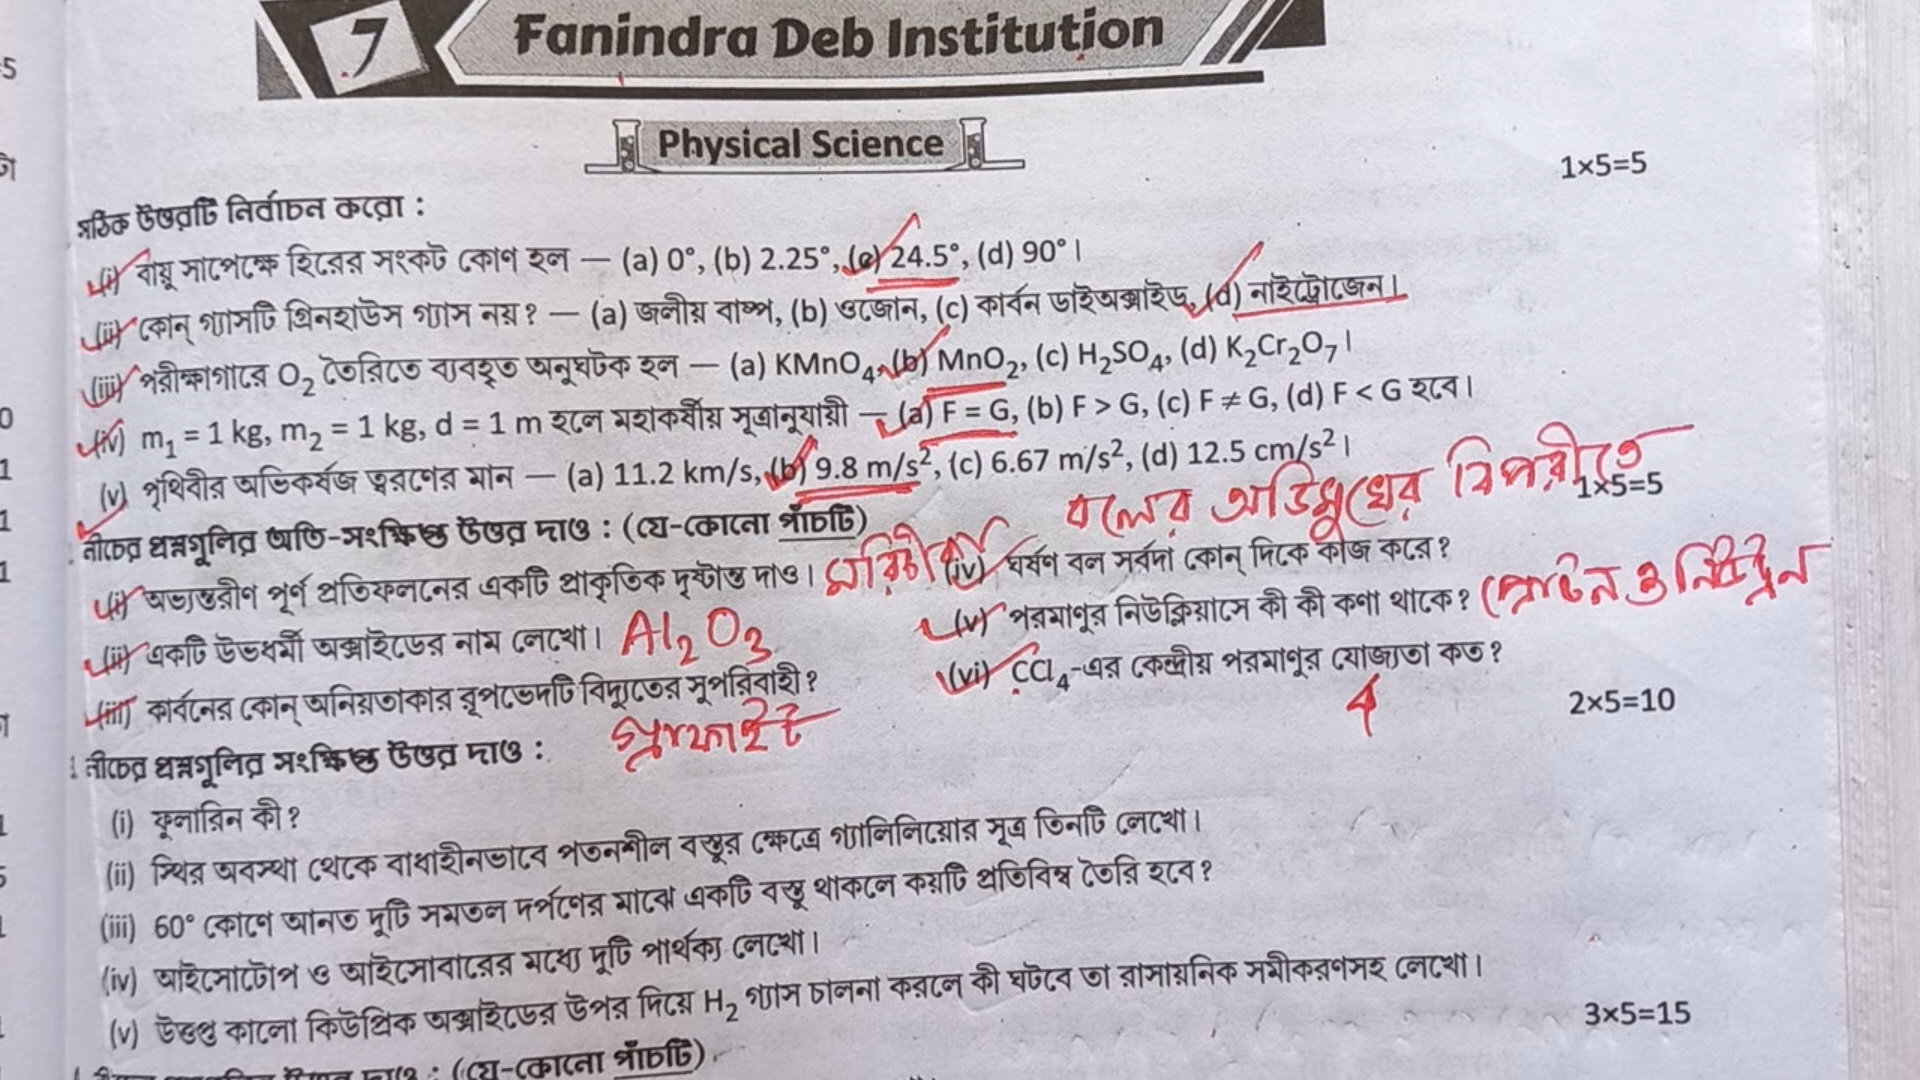 7 Fanindra Deb Institution
Physical Science
1×5=5
সঠিক উত্তরটি নির্বাচন করো :
(i) বায়ু সাপেক্ষে হিরের সংকট কোণ হল — (a) 0°, (b) 2.25°, (c) 24.5°, (d) 90° ।
(ii) কোন্ গ্যাসটি গ্রিনহাউস গ্যাস নয় ? — (a) জলীয় বাষ্প, (b) ওজোন, (c) কার্বন ডাইঅক্সাইড, (d) নাইট্রোজেন।
(iii) পরীক্ষাগারে O₂ তৈরিতে ব্যবহৃত অনুঘটক হল — (a) KMnO₄, (b) MnO₂, (c) H₂SO₄, (d) K₂Cr₂O₇ ।
(iv) m₁ = 1 kg, m₂ = 1 kg, d = 1 m হলে মহাকর্ষীয় সূত্রানুযায়ী — (a) F = G, (b) F > G, (c) F ≠ G, (d) F < G হবে।
(v) পৃথিবীর অভিকর্ষজ ত্বরণের মান — (a) 11.2 km/s, (b) 9.8 m/s², (c) 6.67 m/s², (d) 12.5 cm/s² ।
বলের অভিমুখের বিপরীতে
নীচের প্রশ্নগুলির অতি-সংক্ষিপ্ত উত্তর দাও : (যে-কোনো পাঁচটি) 1×5=5
(i) অভ্যন্তরীণ পূর্ণ প্রতিফলনের একটি প্রাকৃতিক দৃষ্টান্ত দাও। মরিচীকা (iv) ঘর্ষণ বল সর্বদা কোন্ দিকে কাজ করে ?
(ii) একটি উভধর্মী অক্সাইডের নাম লেখো। Al₂O₃ (v) পরমাণুর নিউক্লিয়াসে কী কী কণা থাকে ? প্রোটন ও নিউট্রন
(iii) কার্বনের কোন্ অনিয়তাকার রূপভেদটি বিদ্যুতের সুপরিবাহী ? (vi) CCl₄-এর কেন্দ্রীয় পরমাণুর যোজ্যতা কত ?
গ্রাফাইট 4
নীচের প্রশ্নগুলির সংক্ষিপ্ত উত্তর দাও : 2×5=10
(i) ফুলারিন কী ?
(ii) স্থির অবস্থা থেকে বাধাহীনভাবে পতনশীল বস্তুর ক্ষেত্রে গ্যালিলিয়োর সূত্র তিনটি লেখো।
(iii) 60° কোণে আনত দুটি সমতল দর্পণের মাঝে একটি বস্তু থাকলে কয়টি প্রতিবিম্ব তৈরি হবে ?
(iv) আইসোটোপ ও আইসোবারের মধ্যে দুটি পার্থক্য লেখো।
(v) উত্তপ্ত কালো কিউপ্রিক অক্সাইডের উপর দিয়ে H₂ গ্যাস চালনা করলে কী ঘটবে তা রাসায়নিক সমীকরণসহ লেখো।
3×5=15
দাও : (যে-কোনো পাঁচটি)